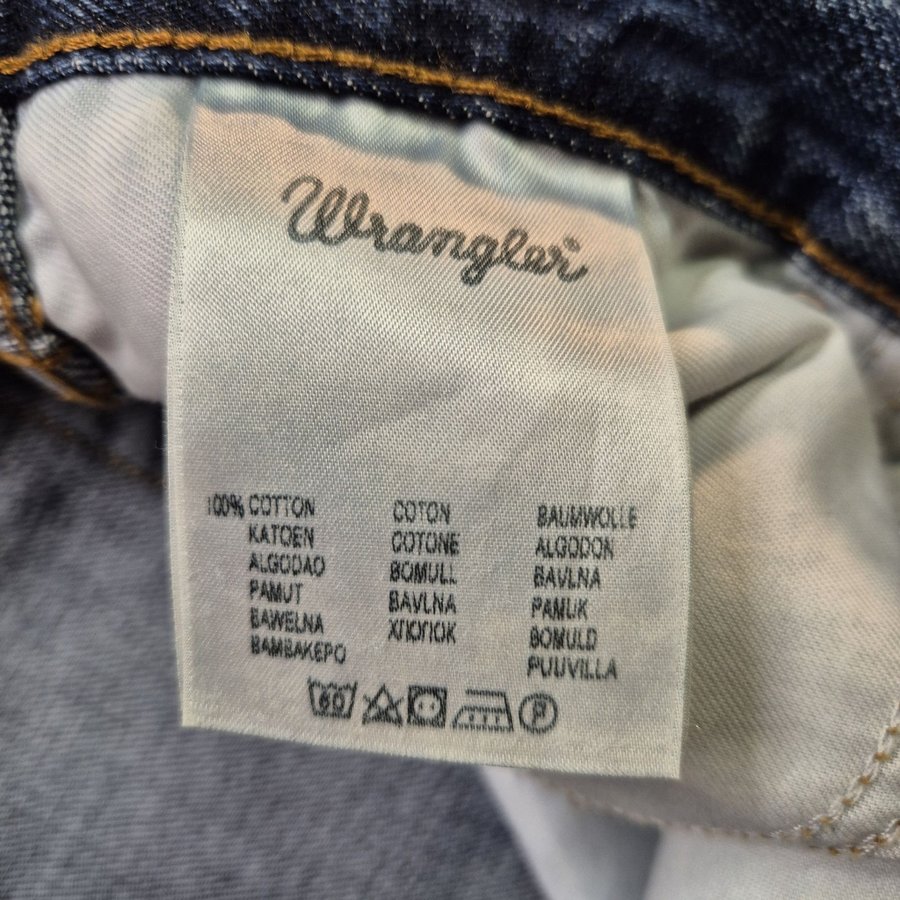 Wrangler®
100% COTTON COTON BAUMWOLLE
KATOEN COTONE ALGODON
ALGODAO BOMULL BAVLNA
PAMUT BAVLNA PAMUK
BAWELNA ХЛОПОК BOMULD
BAMBAKEPO PUUVILLA
60 P